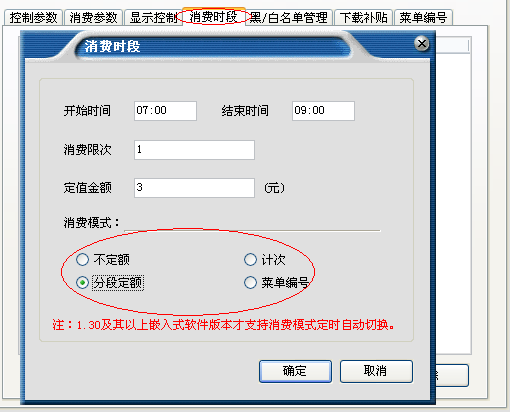 控制参数 消费参数 显示控制 消费时段 黑/白名单管理 下载补贴 菜单编号
消费时段
开始时间 07:00 结束时间 09:00
消费限次 1
定值金额 3 (元)
消费模式：
不定额 计次
分段定额 菜单编号
注：1.30及其以上嵌入式软件版本才支持消费模式定时自动切换。
确定 取消